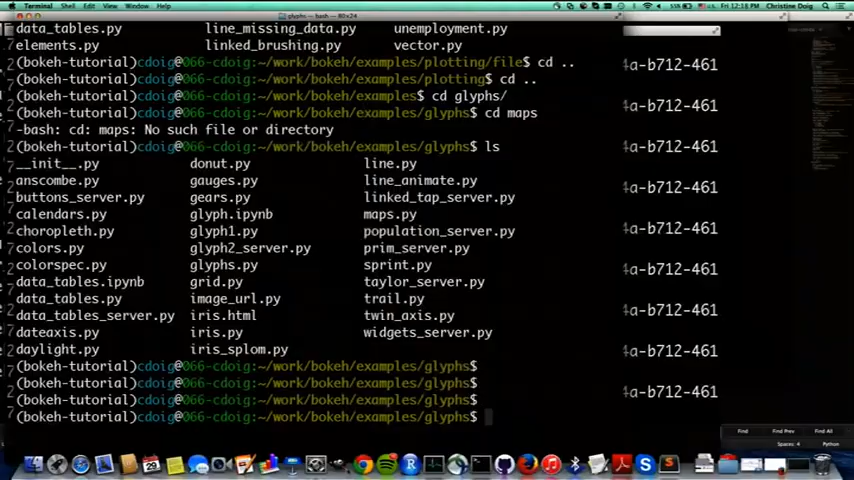 Terminal Shell Edit View Window Help Fri 12:18 PM Christine Doig
glyphs — bash — 80×24
data_tables.py line_missing_data.py unemployment.py
elements.py linked_brushing.py vector.py
(bokeh-tutorial)cdoig@066-cdoig:~/work/bokeh/examples/plotting/file$ cd ..
(bokeh-tutorial)cdoig@066-cdoig:~/work/bokeh/examples/plotting$ cd ..
(bokeh-tutorial)cdoig@066-cdoig:~/work/bokeh/examples$ cd glyphs/
(bokeh-tutorial)cdoig@066-cdoig:~/work/bokeh/examples/glyphs$ cd maps
-bash: cd: maps: No such file or directory
(bokeh-tutorial)cdoig@066-cdoig:~/work/bokeh/examples/glyphs$ ls
__init__.py donut.py line.py
anscombe.py gauges.py line_animate.py
buttons_server.py gears.py linked_tap_server.py
calendars.py glyph.ipynb maps.py
choropleth.py glyph1.py population_server.py
colors.py glyph2_server.py prim_server.py
colorspec.py glyphs.py sprint.py
data_tables.ipynb grid.py taylor_server.py
data_tables.py image_url.py trail.py
data_tables_server.py iris.html twin_axis.py
dateaxis.py iris.py widgets_server.py
daylight.py iris_splom.py
(bokeh-tutorial)cdoig@066-cdoig:~/work/bokeh/examples/glyphs$
(bokeh-tutorial)cdoig@066-cdoig:~/work/bokeh/examples/glyphs$
(bokeh-tutorial)cdoig@066-cdoig:~/work/bokeh/examples/glyphs$
(bokeh-tutorial)cdoig@066-cdoig:~/work/bokeh/examples/glyphs$
4a-b712-461
4a-b712-461
4a-b712-461
4a-b712-461
4a-b712-461
4a-b712-461
4a-b712-461
4a-b712-461
4a-b712-461
Find Find Prev Find All
Spaces: 4 Python